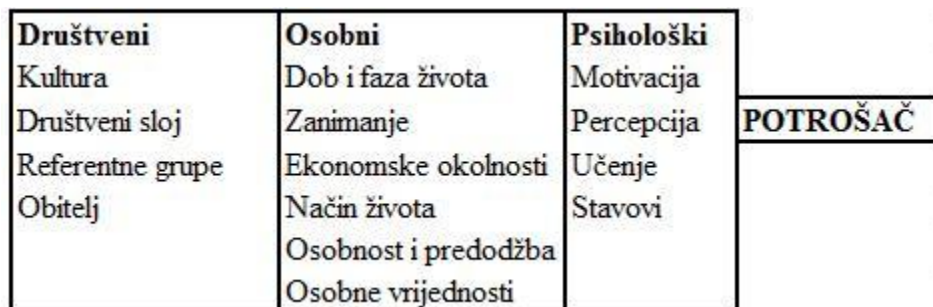 Društveni
Kultura
Društveni sloj
Referentne grupe
Obitelj
Osobni
Dob i faza života
Zanimanje
Ekonomske okolnosti
Način života
Osobnost i predodžba
Osobne vrijednosti
Psihološki
Motivacija
Percepcija
Učenje
Stavovi
POTROŠAČ